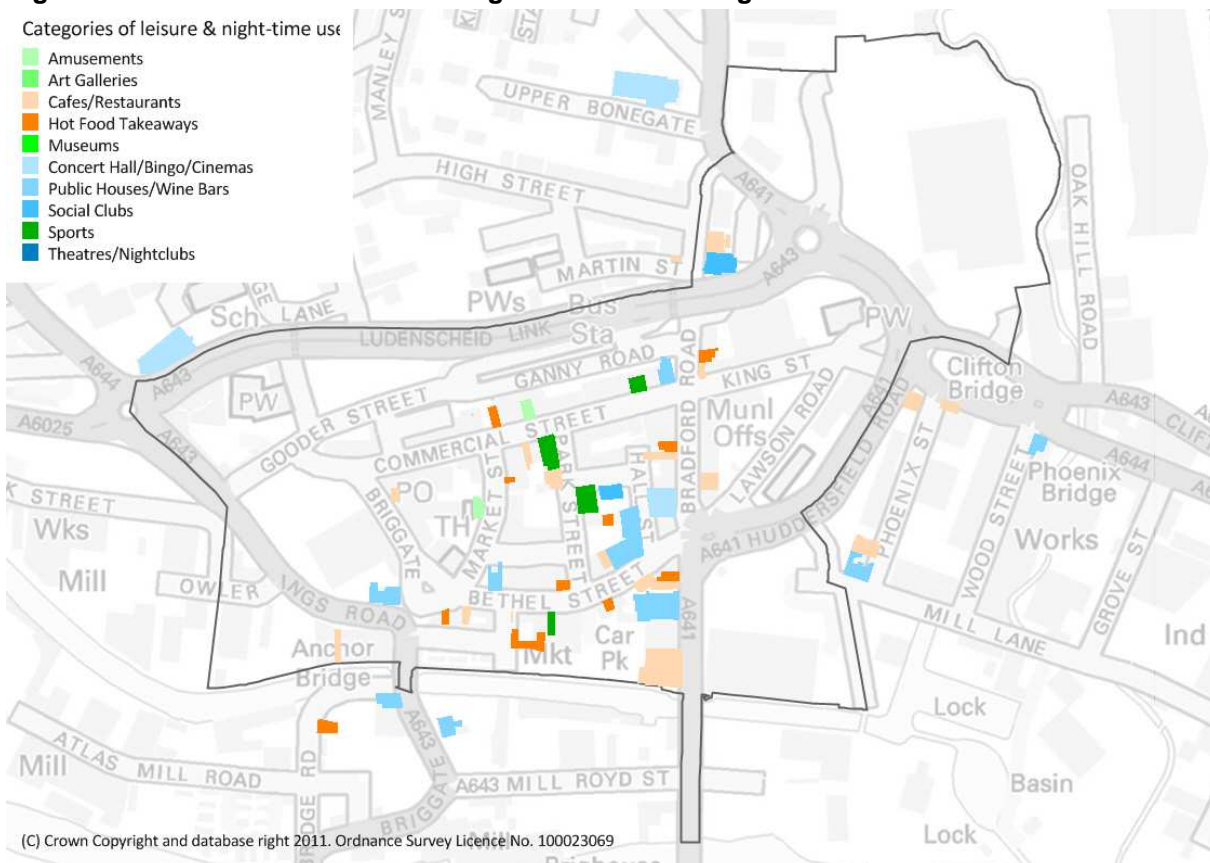 Categories of leisure & night-time use
Amusements
Art Galleries
Cafes/Restaurants
Hot Food Takeaways
Museums
Concert Hall/Bingo/Cinemas
Public Houses/Wine Bars
Social Clubs
Sports
Theatres/Nightclubs
MANLEY S
STA
UPPER BONEGATE
HIGH STREET
A641
OAK HILL ROAD
MARTIN ST
A643
PWs
Bus
Sta
Sch
LANE
LUDENSCHEID LINK
PW
A644
A643
GANNY ROAD
BRADFORD ROAD
KING ST
Clifton
Bridge
A643
CLIF
A6025
PW
GOODER STREET
COMMERCIAL STREET
Munl
Offs
LAWSON ROAD
A641
HUDDERSFIELD ROAD
A643
A644
PHOENIX ST
WOOD STREET
Phoenix
Bridge
K STREET
Wks
PO
BRIGGATE
MARKET ST
PARK STREET
HALL ST
TH
Works
Mill
OWLER
INGS ROAD
BETHEL STREET
A641
GROVE ST
MILL LANE
Ind
Anchor
Bridge
Mkt
Car
Pk
Lock
Mill
ATLAS MILL ROAD
BRIDGE RD
A643
BRIGGATE
A643 MILL ROYD ST
Basin
Lock
(C) Crown Copyright and database right 2011. Ordnance Survey Licence No. 100023069
Mill
Brighouse